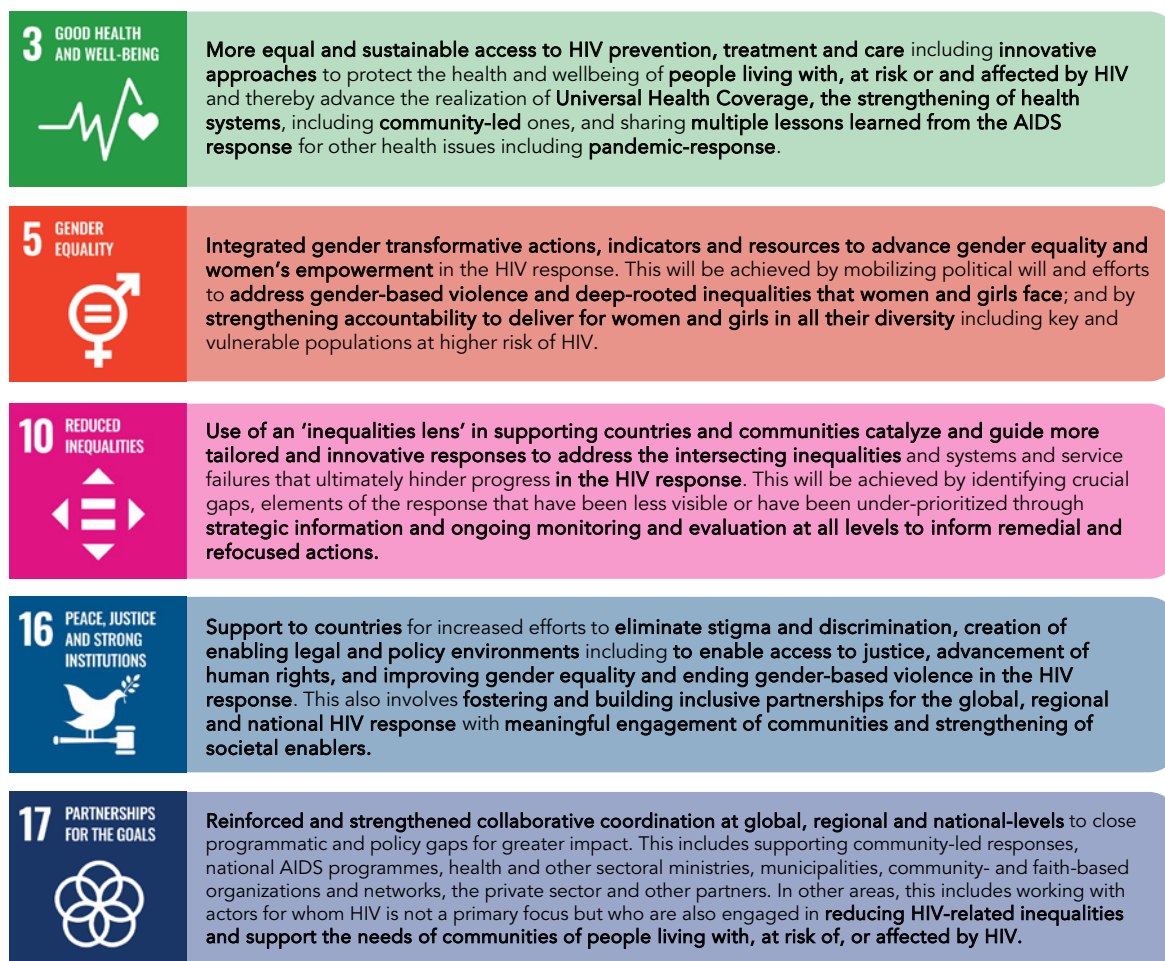 3 GOOD HEALTH
AND WELL-BEING
More equal and sustainable access to HIV prevention, treatment and care including innovative
approaches to protect the health and wellbeing of people living with, at risk or and affected by HIV
and thereby advance the realization of Universal Health Coverage, the strengthening of health
systems, including community-led ones, and sharing multiple lessons learned from the AIDS
response for other health issues including pandemic-response.
5 GENDER
EQUALITY
Integrated gender transformative actions, indicators and resources to advance gender equality and
women’s empowerment in the HIV response. This will be achieved by mobilizing political will and efforts
to address gender-based violence and deep-rooted inequalities that women and girls face; and by
strengthening accountability to deliver for women and girls in all their diversity including key and
vulnerable populations at higher risk of HIV.
10 REDUCED
INEQUALITIES
Use of an ‘inequalities lens’ in supporting countries and communities catalyze and guide more
tailored and innovative responses to address the intersecting inequalities and systems and service
failures that ultimately hinder progress in the HIV response. This will be achieved by identifying crucial
gaps, elements of the response that have been less visible or have been under-prioritized through
strategic information and ongoing monitoring and evaluation at all levels to inform remedial and
refocused actions.
16 PEACE, JUSTICE
AND STRONG
INSTITUTIONS
Support to countries for increased efforts to eliminate stigma and discrimination, creation of
enabling legal and policy environments including to enable access to justice, advancement of
human rights, and improving gender equality and ending gender-based violence in the HIV
response. This also involves fostering and building inclusive partnerships for the global, regional
and national HIV response with meaningful engagement of communities and strengthening of
societal enablers.
17 PARTNERSHIPS
FOR THE GOALS
Reinforced and strengthened collaborative coordination at global, regional and national-levels to close
programmatic and policy gaps for greater impact. This includes supporting community-led responses,
national AIDS programmes, health and other sectoral ministries, municipalities, community- and faith-based
organizations and networks, the private sector and other partners. In other areas, this includes working with
actors for whom HIV is not a primary focus but who are also engaged in reducing HIV-related inequalities
and support the needs of communities of people living with, at risk of, or affected by HIV.